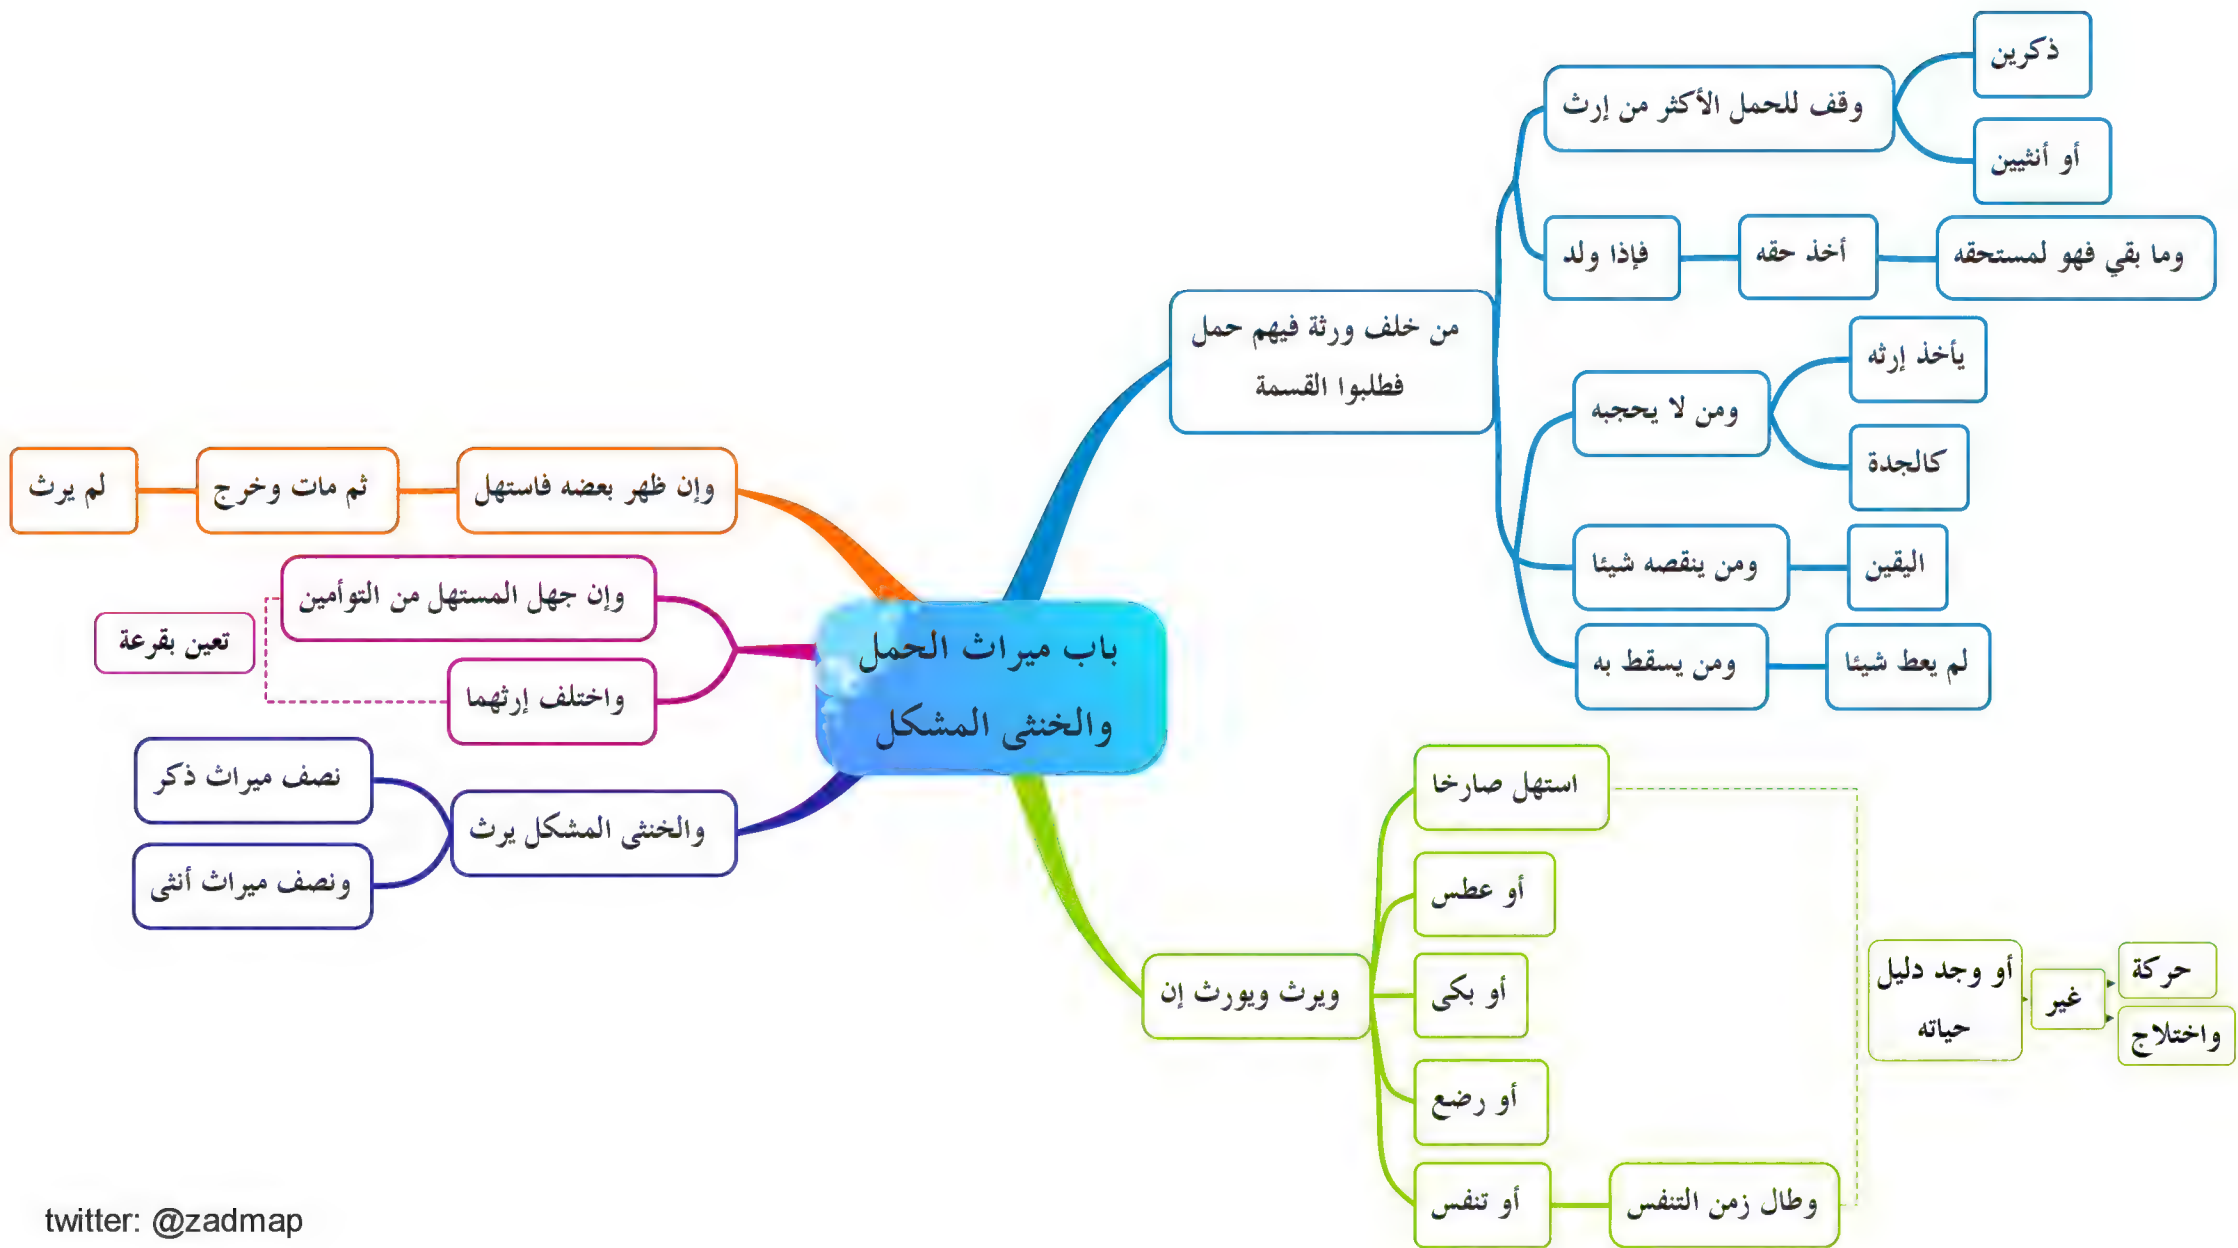 باب ميراث الحمل
والخنثى المشكل
من خلف ورثة فيهم حمل
فطلبوا القسمة
وقف للحمل الأكثر من إرث
ذكرين
أو أنثيين
فإذا ولد
أخذ حقه
وما بقي فهو لمستحقه
ومن لا يحجبه
يأخذ إرثه
كالجدة
ومن ينقصه شيئا
اليقين
ومن يسقط به
لم يعط شيئا
ويرث ويورث إن
استهل صارخا
أو عطس
أو بكى
أو رضع
أو تنفس
وطال زمن التنفس
أو وجد دليل
حياته
غير
حركة
واختلاج
وإن ظهر بعضه فاستهل
ثم مات وخرج
لم يرث
وإن جهل المستهل من التوأمين
واختلف إرثهما
تعين بقرعة
والخنثى المشكل يرث
نصف ميراث ذكر
ونصف ميراث أنثى
twitter: @zadmap